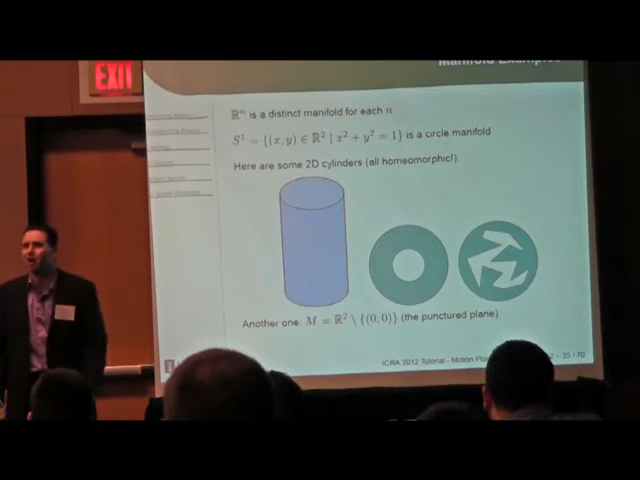 EXIT
Manifold Examples
ℝⁿ is a distinct manifold for each n
S¹ = {(x, y) ∈ ℝ² | x² + y² = 1} is a circle manifold
Here are some 2D cylinders (all homeomorphic!):
Another one: M = ℝ² \ {(0, 0)} (the punctured plane)
ICRA 2012 Tutorial - Motion Pla
– 35 / 70